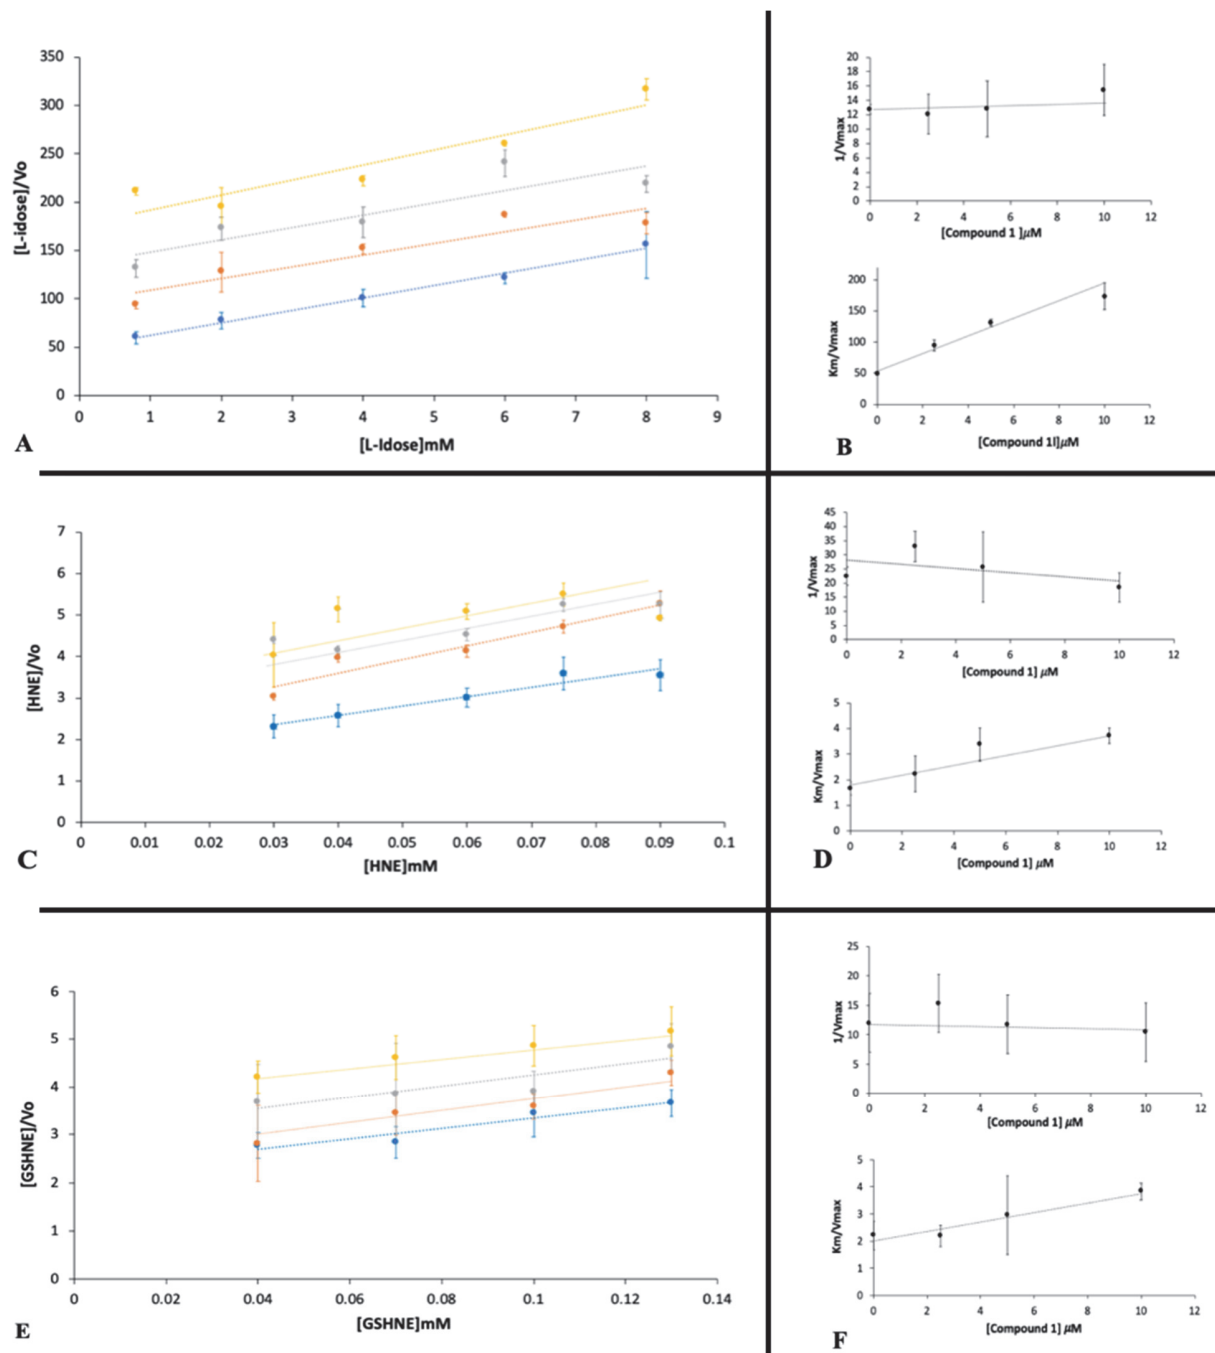 350
300
250
200
150
100
50
0
0 1 2 3 4 5 6 7 8 9
[L-idose]/Vo
[L-Idose]mM
A
20
18
16
14
12
10
8
6
4
2
0
0 2 4 6 8 10 12
1/Vmax
[Compound 1 ]µM
200
150
100
50
0
0 2 4 6 8 10 12
Km/Vmax
[Compound 1I]µM
B
7
6
5
4
3
2
1
0
0 0.01 0.02 0.03 0.04 0.05 0.06 0.07 0.08 0.09 0.1
[HNE]/Vo
[HNE]mM
C
45
40
35
30
25
20
15
10
5
0
0 2 4 6 8 10 12
1/Vmax
[Compound 1] µM
5
4
3
2
1
0
0 2 4 6 8 10 12
Km/Vmax
[Compound 1] µM
D
6
5
4
3
2
1
0
0 0.02 0.04 0.06 0.08 0.1 0.12 0.14
[GSHNE]/Vo
[GSHNE]mM
E
25
20
15
10
5
0
0 2 4 6 8 10 12
1/Vmax
[Compound 1] µM
5
4
3
2
1
0
0 2 4 6 8 10 12
Km/Vmax
[Compound 1] µM
F